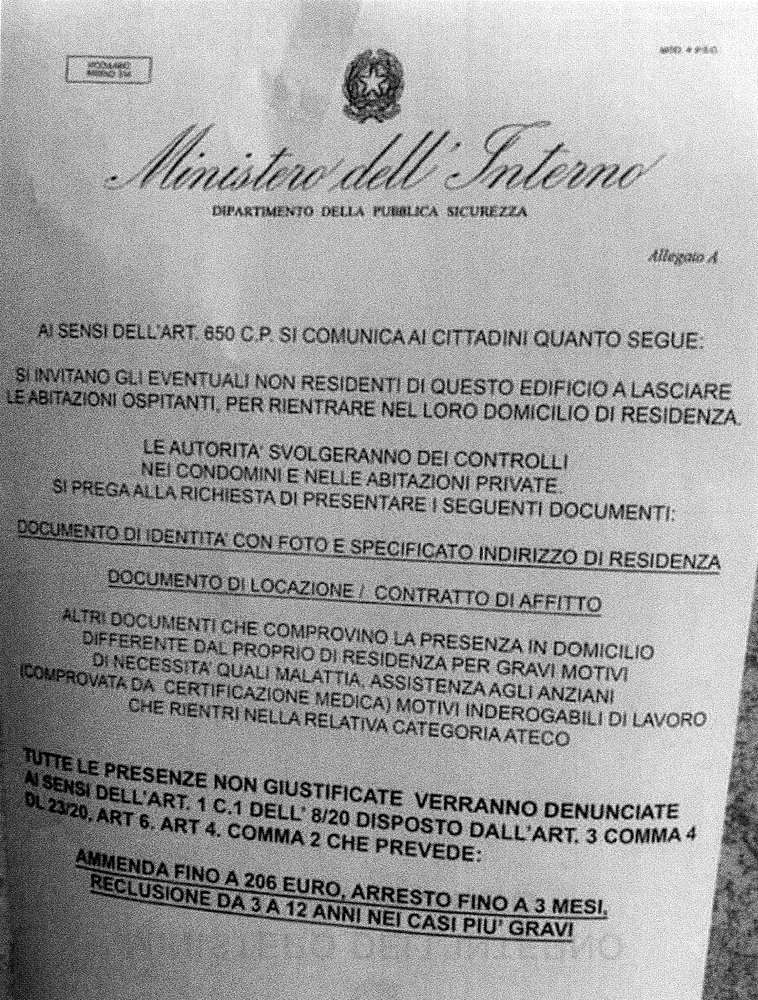 Ministero dell'Interno
DIPARTIMENTO DELLA PUBBLICA SICUREZZA
Allegato A
AI SENSI DELL'ART. 650 C.P. SI COMUNICA AI CITTADINI QUANTO SEGUE:
SI INVITANO GLI EVENTUALI NON RESIDENTI DI QUESTO EDIFICIO A LASCIARE
LE ABITAZIONI OSPITANTI, PER RIENTRARE NEL LORO DOMICILIO DI RESIDENZA.
LE AUTORITA' SVOLGERANNO DEI CONTROLLI
NEI CONDOMINI E NELLE ABITAZIONI PRIVATE.
SI PREGA ALLA RICHIESTA DI PRESENTARE I SEGUENTI DOCUMENTI:
DOCUMENTO DI IDENTITA' CON FOTO E SPECIFICATO INDIRIZZO DI RESIDENZA
DOCUMENTO DI LOCAZIONE / CONTRATTO DI AFFITTO
ALTRI DOCUMENTI CHE COMPROVINO LA PRESENZA IN DOMICILIO
DIFFERENTE DAL PROPRIO DI RESIDENZA PER GRAVI MOTIVI
DI NECESSITA' QUALI MALATTIA, ASSISTENZA AGLI ANZIANI
(COMPROVATA DA CERTIFICAZIONE MEDICA) MOTIVI INDEROGABILI DI LAVORO
CHE RIENTRI NELLA RELATIVA CATEGORIA ATECO
TUTTE LE PRESENZE NON GIUSTIFICATE VERRANNO DENUNCIATE
AI SENSI DELL'ART. 1 C.1 DELL' 8/20 DISPOSTO DALL'ART. 3 COMMA 4
DL 23/20, ART 6. ART 4. COMMA 2 CHE PREVEDE:
AMMENDA FINO A 206 EURO, ARRESTO FINO A 3 MESI,
RECLUSIONE DA 3 A 12 ANNI NEI CASI PIU' GRAVI